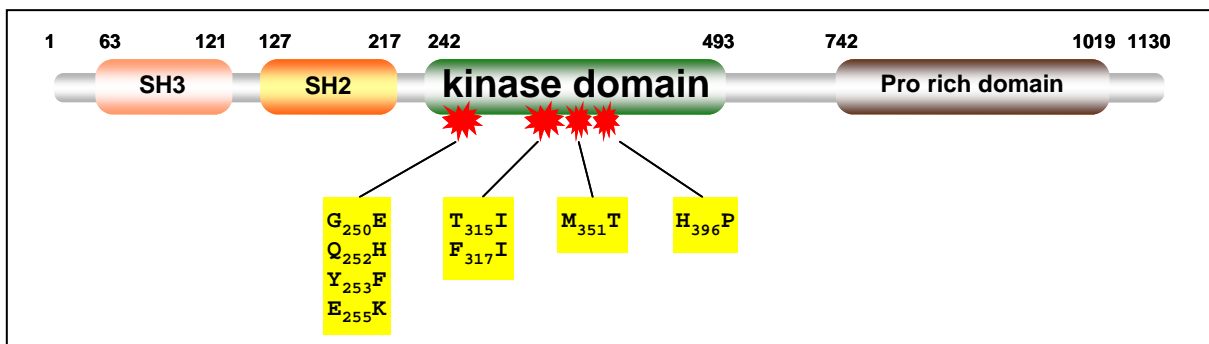 1 63 121 127 217 242 493 742 1019 1130
SH3 SH2 kinase domain Pro rich domain
G250E
Q252H
Y253F
E255K
T315I
F317I
M351T
H396P